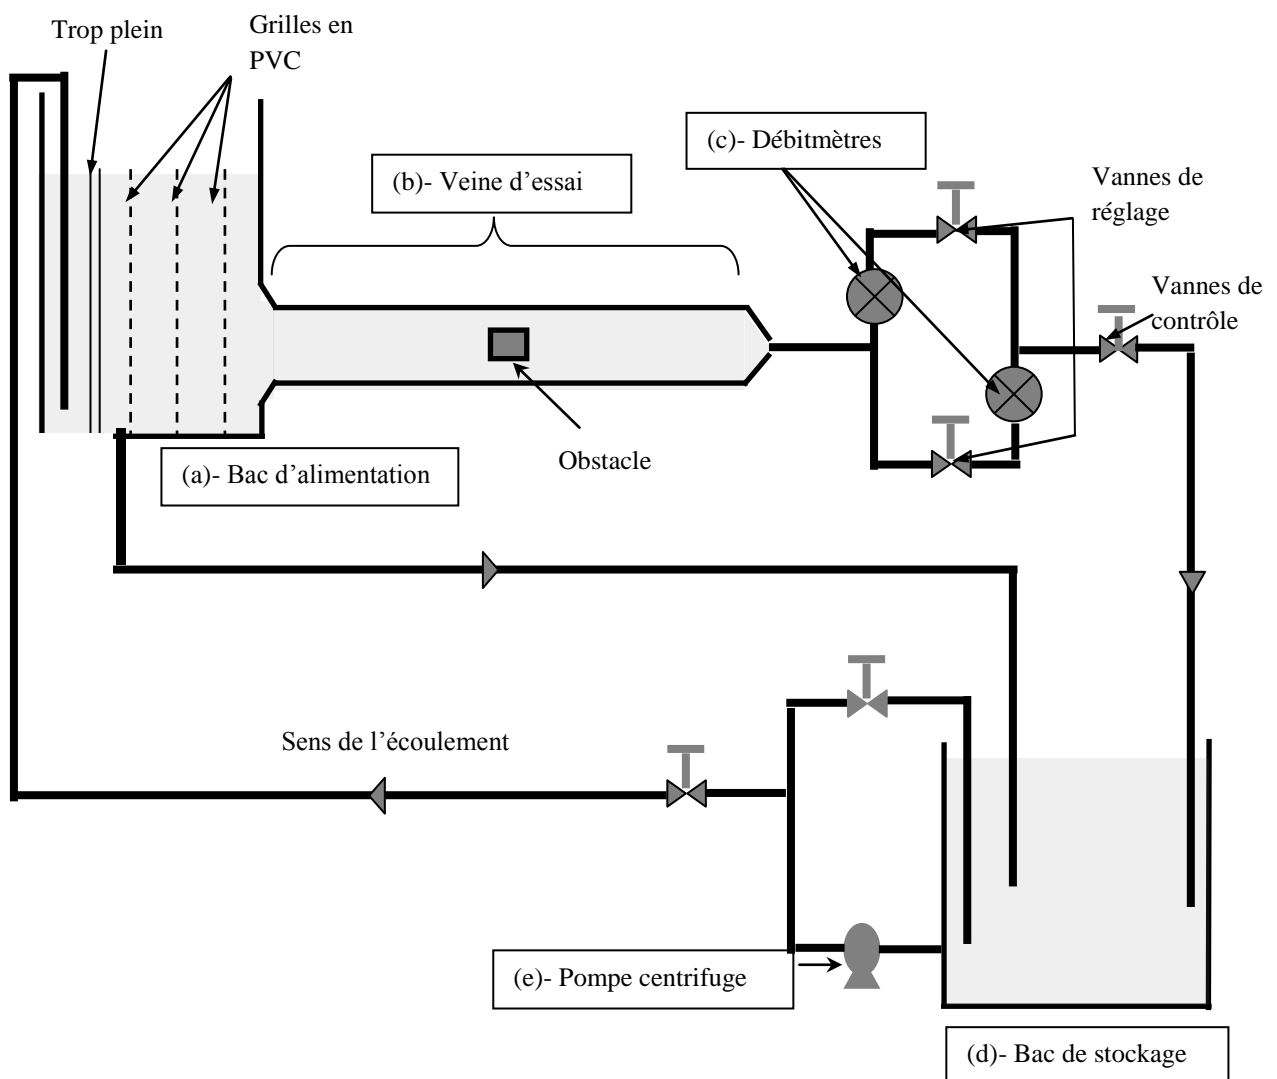 Trop plein
Grilles en
PVC
(c)- Débitmètres
(b)- Veine d'essai
Vannes de
réglage
Vannes de
contrôle
Obstacle
(a)- Bac d'alimentation
Sens de l'écoulement
(e)- Pompe centrifuge
(d)- Bac de stockage